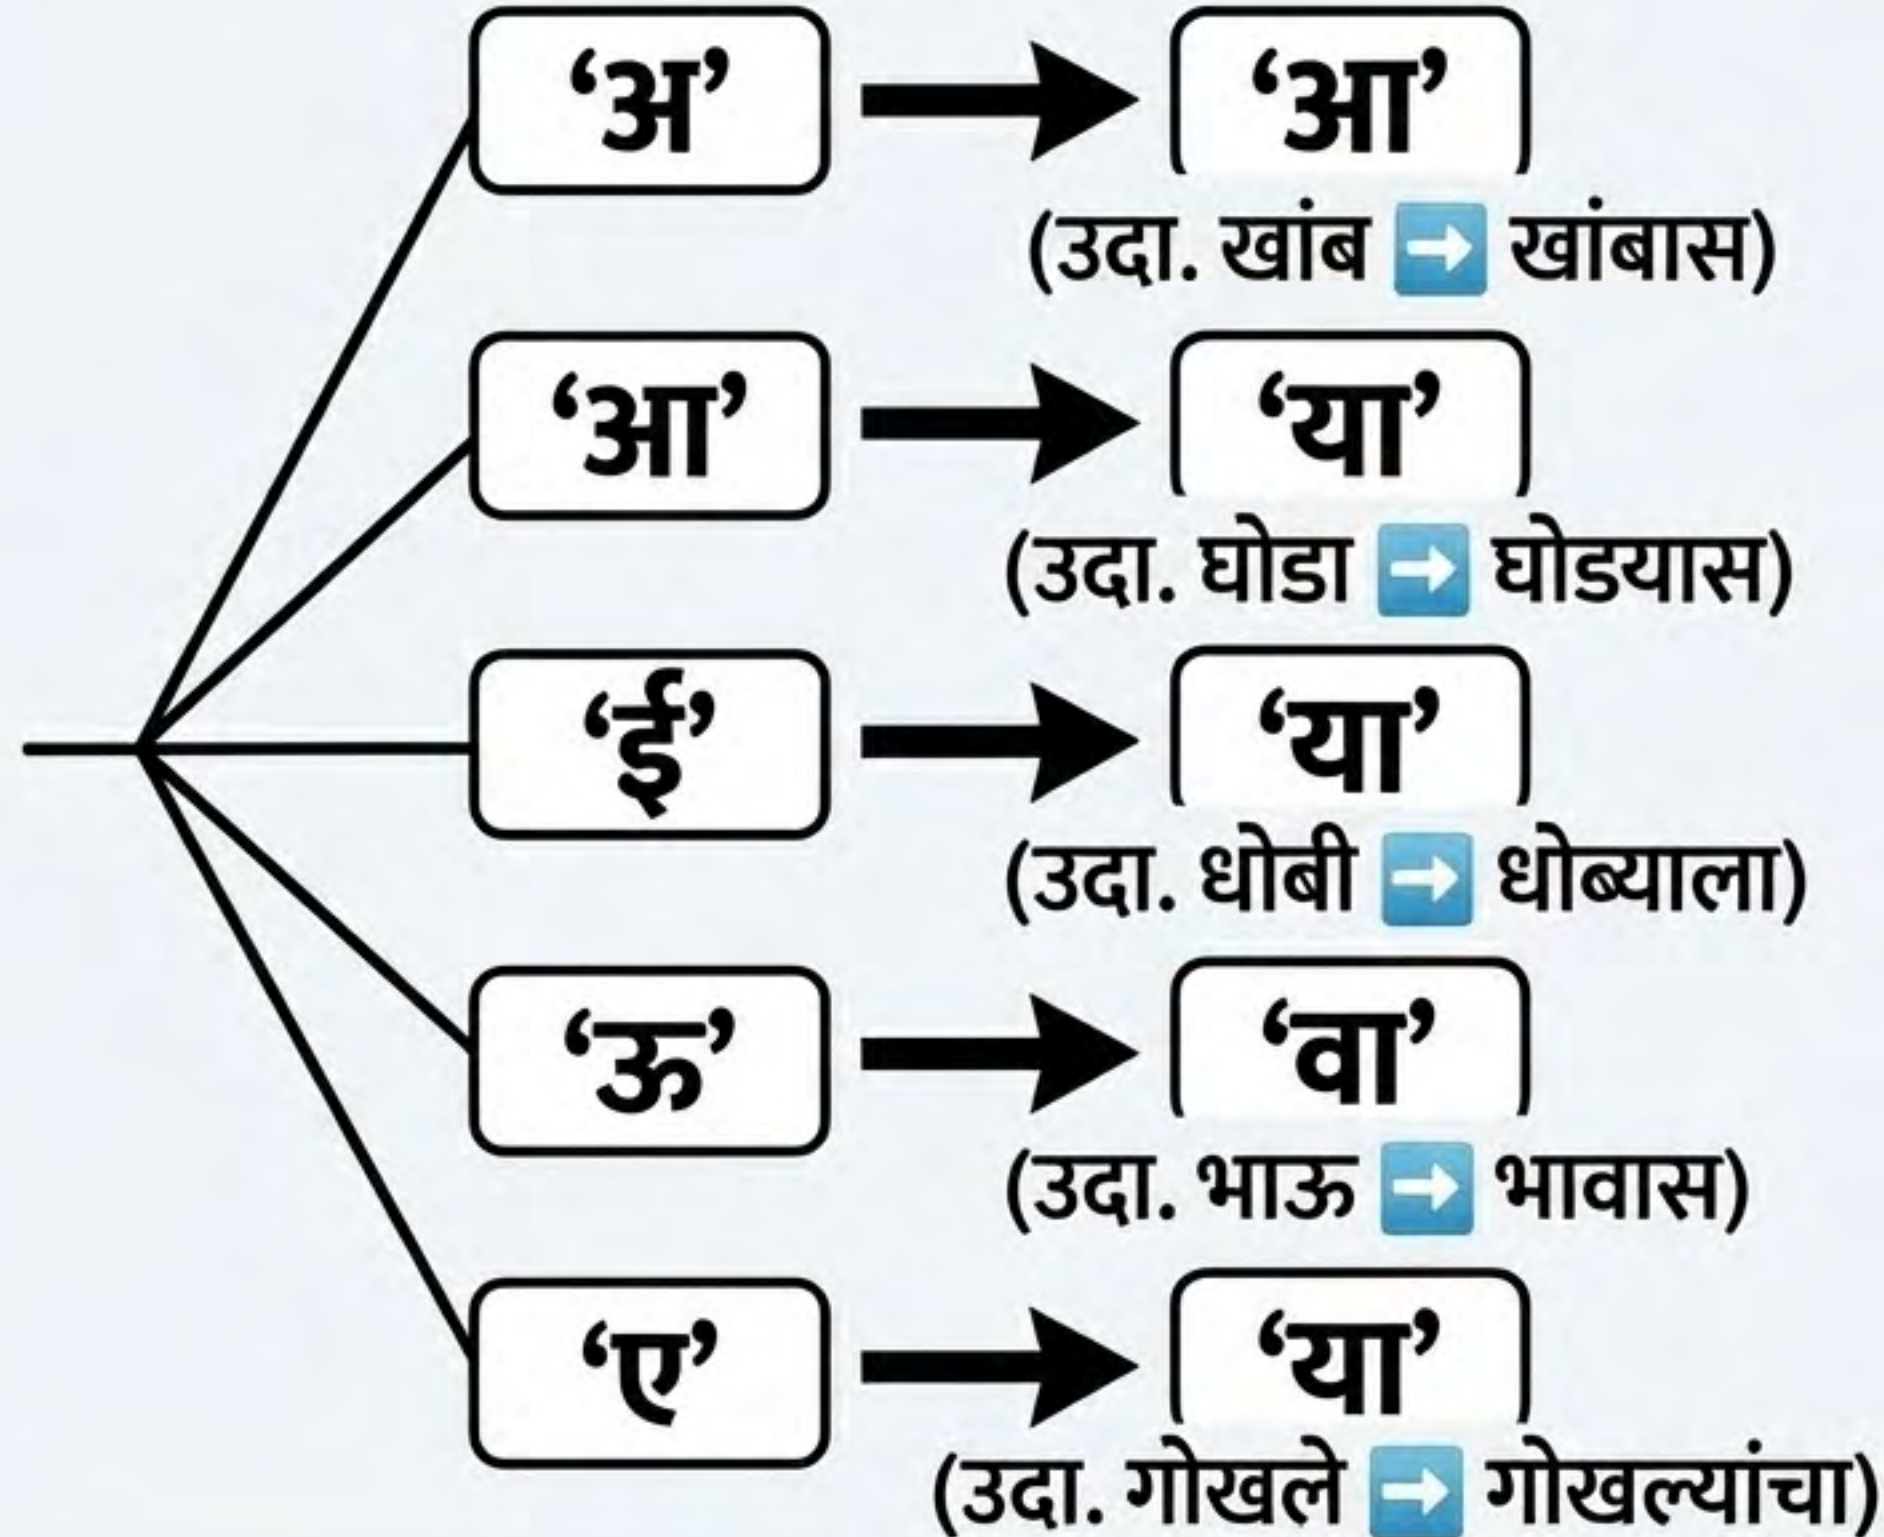 ‘अ’ ‘आ’
(उदा. खांब ➡️ खांबास)
‘आ’ ‘या’
(उदा. घोडा ➡️ घोडयास)
‘ई’ ‘या’
(उदा. धोबी ➡️ धोब्याला)
‘ऊ’ ‘वा’
(उदा. भाऊ ➡️ भावास)
‘ए’ ‘या’
(उदा. गोखले ➡️ गोखल्यांचा)